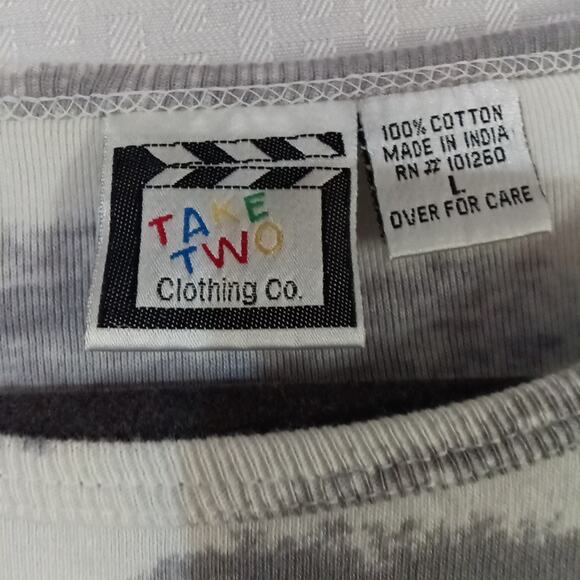 TAKE
TWO
Clothing Co.
100% COTTON
MADE IN INDIA
RN # 101260
L
OVER FOR CARE